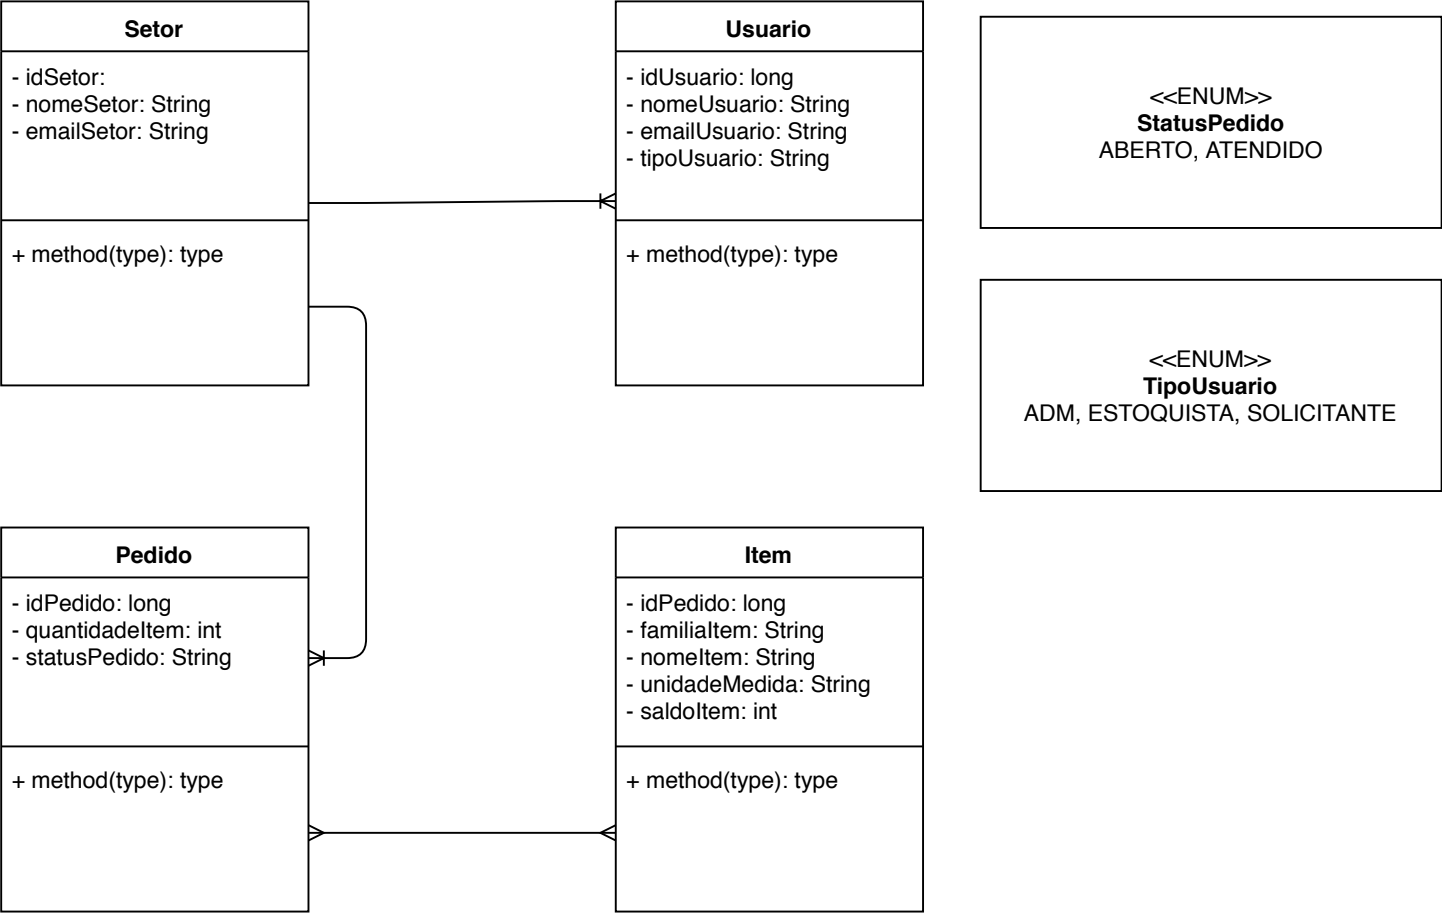 Setor
- idSetor:
- nomeSetor: String
- emailSetor: String
+ method(type): type
Usuario
- idUsuario: long
- nomeUsuario: String
- emailUsuario: String
- tipoUsuario: String
+ method(type): type
<<ENUM>>
StatusPedido
ABERTO, ATENDIDO
<<ENUM>>
TipoUsuario
ADM, ESTOQUISTA, SOLICITANTE
Pedido
- idPedido: long
- quantidadeItem: int
- statusPedido: String
+ method(type): type
Item
- idPedido: long
- familiaItem: String
- nomeItem: String
- unidadeMedida: String
- saldoItem: int
+ method(type): type